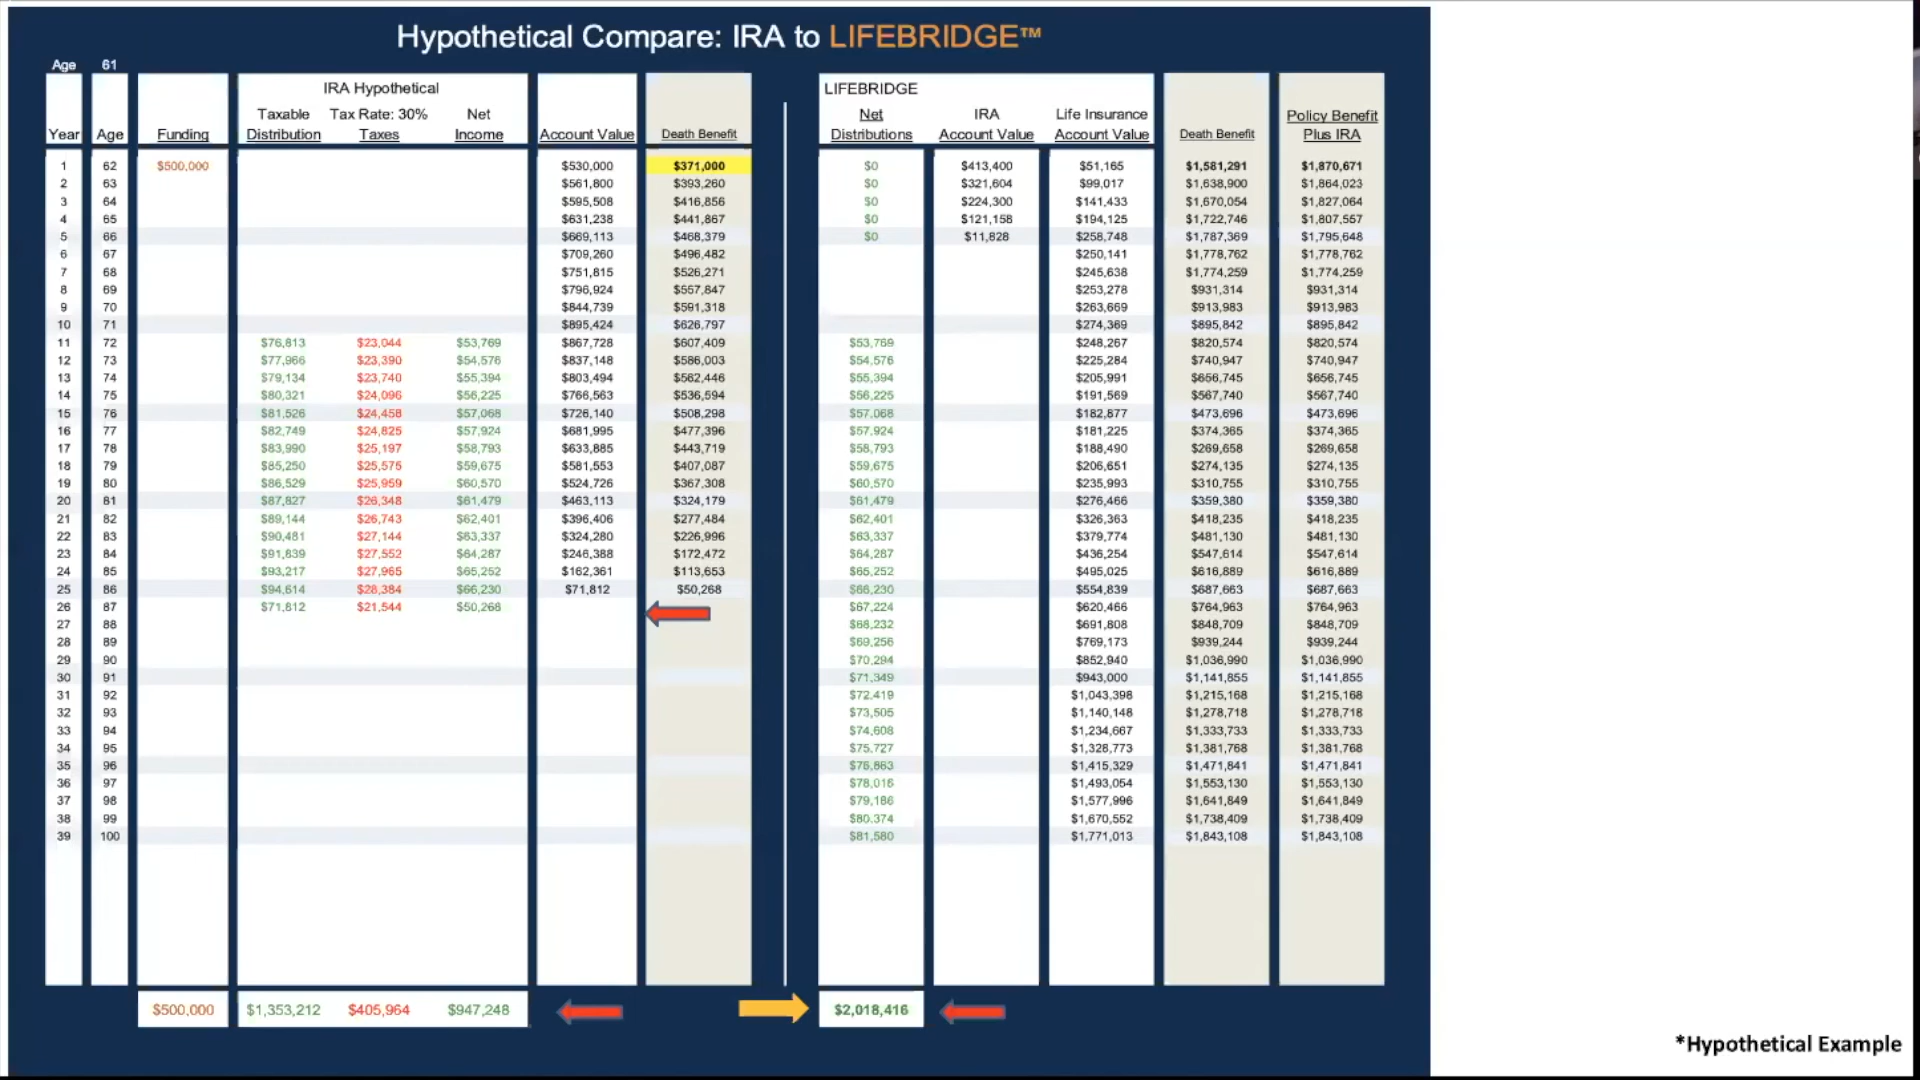 Hypothetical Compare: IRA to LIFEBRIDGE™
Age 61
IRA Hypothetical LIFEBRIDGE
Taxable Tax Rate: 30% Net Net IRA Life Insurance Policy Benefit
Year Age Funding Distribution Taxes Income Account Value Death Benefit Distributions Account Value Account Value Death Benefit Plus IRA
1 62 $500,000 $530,000 $371,000 $0 $413,400 $51,165 $1,581,291 $1,870,671
2 63 $561,800 $393,260 $0 $321,604 $99,017 $1,638,900 $1,864,023
3 64 $595,508 $416,856 $0 $224,300 $141,433 $1,670,054 $1,827,064
4 65 $631,238 $441,867 $0 $121,158 $194,125 $1,722,746 $1,807,557
5 66 $669,113 $468,379 $0 $11,828 $258,748 $1,787,369 $1,795,648
6 67 $709,260 $496,482 $250,141 $1,778,762 $1,778,762
7 68 $751,815 $526,271 $245,638 $1,774,259 $1,774,259
8 69 $796,924 $557,847 $253,278 $931,314 $931,314
9 70 $844,739 $591,318 $263,669 $913,983 $913,983
10 71 $895,424 $626,797 $274,369 $895,842 $895,842
11 72 $76,813 $23,044 $53,769 $867,728 $607,409 $53,769 $248,267 $820,574 $820,574
12 73 $77,966 $23,390 $54,576 $837,148 $586,003 $54,576 $225,284 $740,947 $740,947
13 74 $79,134 $23,740 $55,394 $803,494 $562,446 $55,394 $205,991 $656,745 $656,745
14 75 $80,321 $24,096 $56,225 $766,563 $536,594 $56,225 $191,569 $567,740 $567,740
15 76 $81,526 $24,458 $57,068 $726,140 $508,298 $57,068 $182,877 $473,696 $473,696
16 77 $82,749 $24,825 $57,924 $681,995 $477,396 $57,924 $181,225 $374,365 $374,365
17 78 $83,990 $25,197 $58,793 $633,885 $443,719 $58,793 $188,490 $269,658 $269,658
18 79 $85,250 $25,575 $59,675 $581,553 $407,087 $59,675 $206,651 $274,135 $274,135
19 80 $86,529 $25,959 $60,570 $524,726 $367,308 $60,570 $235,993 $310,755 $310,755
20 81 $87,827 $26,348 $61,479 $463,113 $324,179 $61,479 $276,466 $359,380 $359,380
21 82 $89,144 $26,743 $62,401 $396,406 $277,484 $62,401 $326,363 $418,235 $418,235
22 83 $90,481 $27,144 $63,337 $324,280 $226,996 $63,337 $379,774 $481,130 $481,130
23 84 $91,839 $27,552 $64,287 $246,388 $172,472 $64,287 $436,254 $547,614 $547,614
24 85 $93,217 $27,965 $65,252 $162,361 $113,653 $65,252 $495,025 $616,889 $616,889
25 86 $94,614 $28,384 $66,230 $71,812 $50,268 $66,230 $554,839 $687,663 $687,663
26 87 $71,812 $21,544 $50,268 $67,224 $620,466 $764,963 $764,963
27 88 $68,232 $691,808 $848,709 $848,709
28 89 $69,256 $769,173 $939,244 $939,244
29 90 $70,294 $852,940 $1,036,990 $1,036,990
30 91 $71,349 $943,000 $1,141,855 $1,141,855
31 92 $72,419 $1,043,398 $1,215,168 $1,215,168
32 93 $73,505 $1,140,148 $1,278,718 $1,278,718
33 94 $74,608 $1,234,667 $1,333,733 $1,333,733
34 95 $75,727 $1,328,773 $1,381,768 $1,381,768
35 96 $76,863 $1,415,329 $1,471,841 $1,471,841
36 97 $78,016 $1,493,054 $1,553,130 $1,553,130
37 98 $79,186 $1,577,996 $1,641,849 $1,641,849
38 99 $80,374 $1,670,552 $1,738,409 $1,738,409
39 100 $81,580 $1,771,013 $1,843,108 $1,843,108
$500,000 $1,353,212 $405,964 $947,248 $2,018,416
*Hypothetical Example